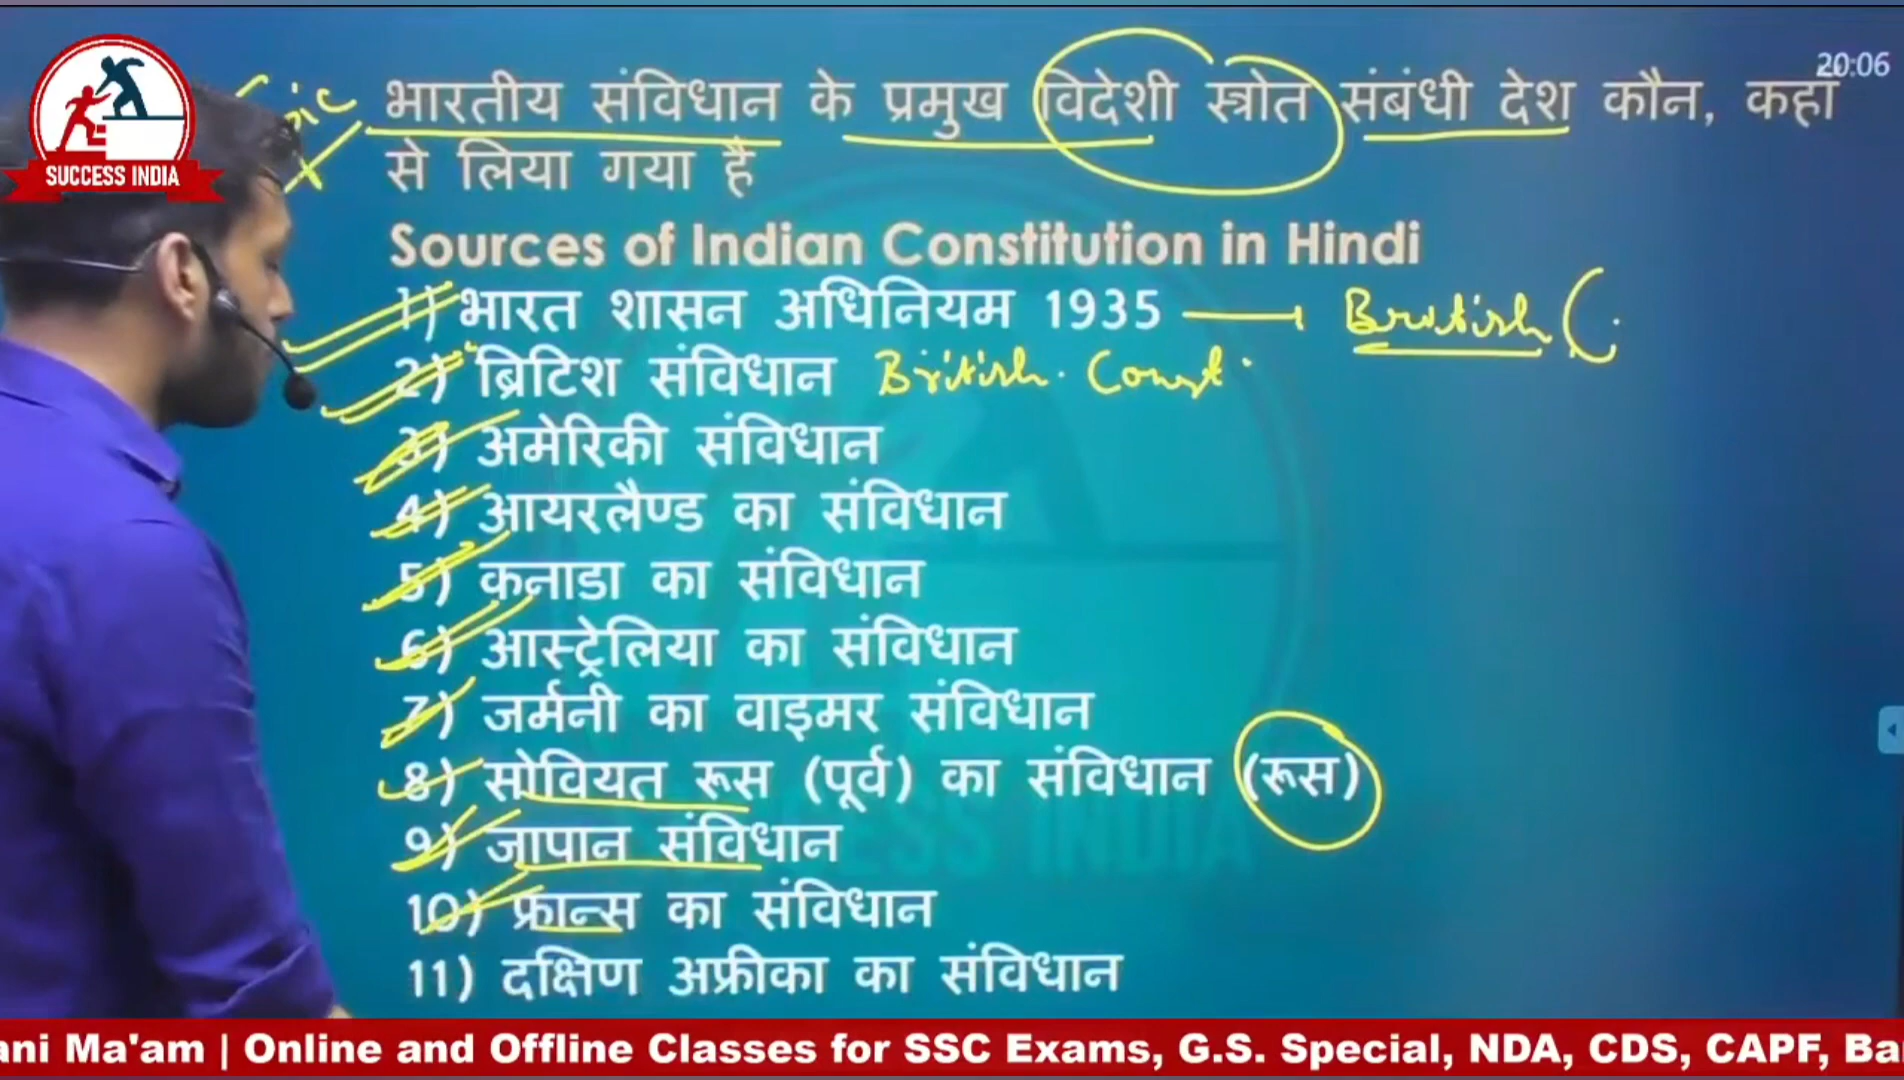 20:06
SUCCESS INDIA
भारतीय संविधान के प्रमुख विदेशी स्त्रोत संबंधी देश कौन, कहाँ
से लिया गया है
Sources of Indian Constitution in Hindi
1) भारत शासन अधिनियम 1935 British
2) ब्रिटिश संविधान British. Const.
3) अमेरिकी संविधान
4) आयरलैण्ड का संविधान
5) कनाडा का संविधान
6) आस्ट्रेलिया का संविधान
7) जर्मनी का वाइमर संविधान
8) सोवियत रूस (पूर्व) का संविधान (रूस)
9) जापान संविधान
10) फ्रान्स का संविधान
11) दक्षिण अफ्रीका का संविधान
ani Ma'am | Online and Offline Classes for SSC Exams, G.S. Special, NDA, CDS, CAPF, Ba